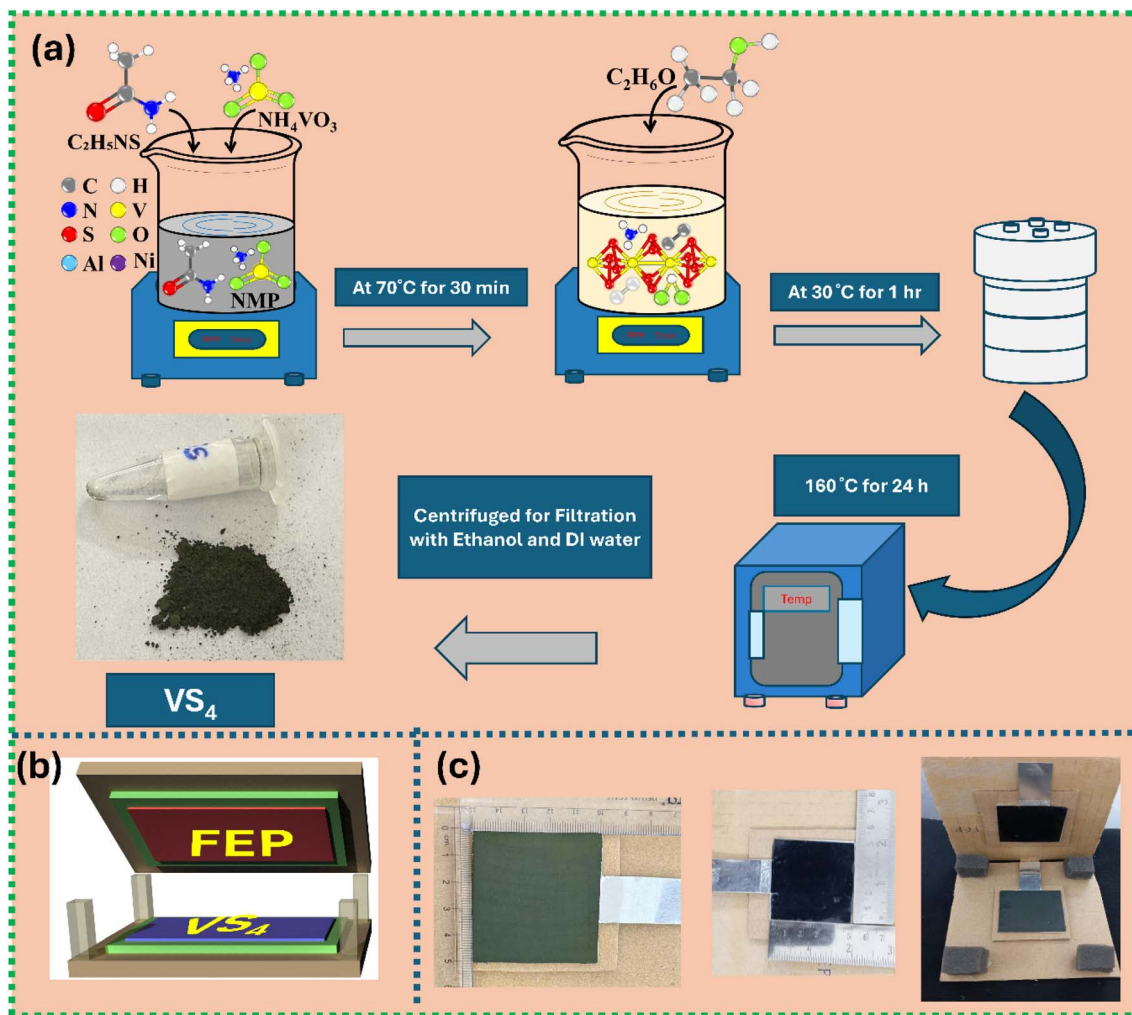 (a)
C₂H₅NS
NH₄VO₃
C₂H₆O
C H
N V
S O
Al Ni
NMP
At 70°C for 30 min
At 30°C for 1 hr
160°C for 24 h
Temp
Centrifuged for Filtration
with Ethanol and DI water
VS₄
(b)
FEP
VS₄
(c)